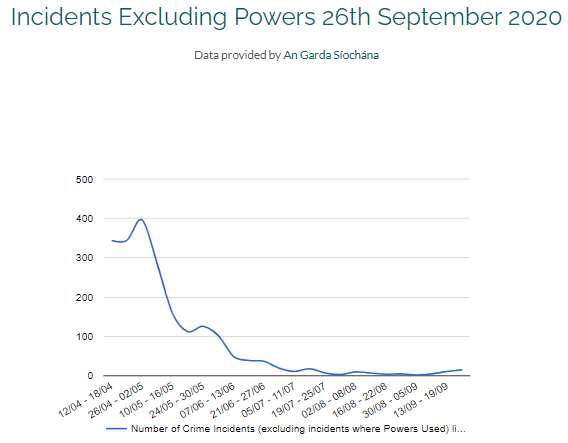 Incidents Excluding Powers 26th September 2020
Data provided by An Garda Síochána
500
400
300
200
100
0
12/04 - 18/04
26/04 - 02/05
10/05 - 16/05
24/05 - 30/05
07/06 - 13/06
21/06 - 27/06
05/07 - 11/07
19/07 - 25/07
02/08 - 08/08
16/08 - 22/08
30/08 - 05/09
13/09 - 19/09
Number of Crime Incidents (excluding incidents where Powers Used) li...